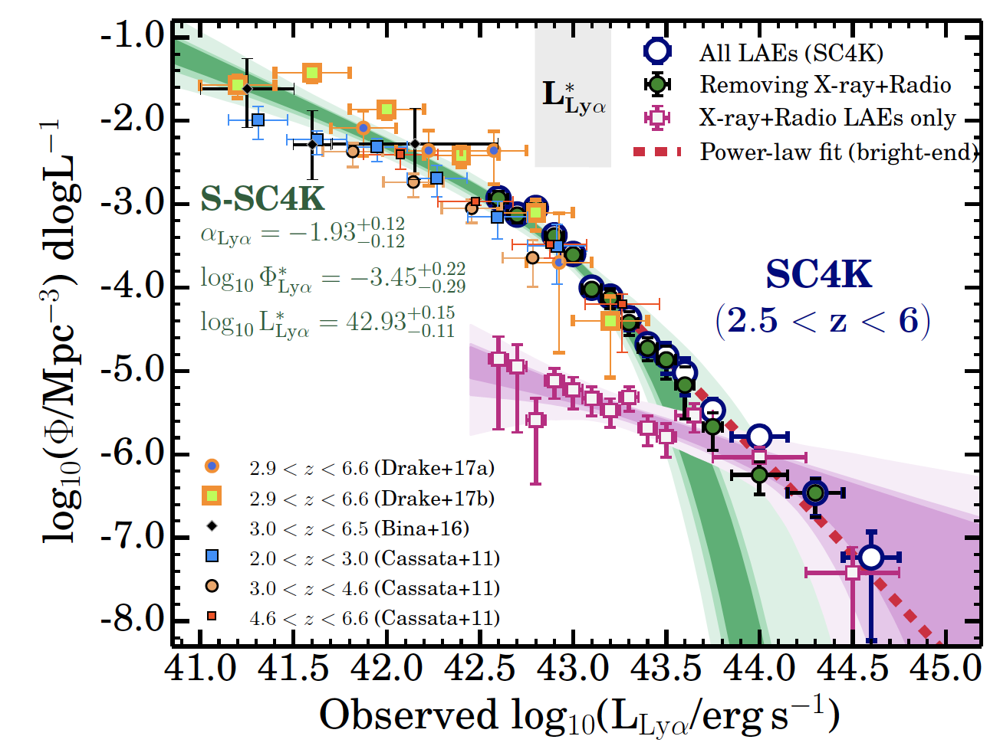 -1.0
-2.0
-3.0
-4.0
-5.0
-6.0
-7.0
-8.0
log₁₀(Φ/Mpc⁻³) dlogL⁻¹
L*Lyα
All LAEs (SC4K)
Removing X-ray+Radio
X-ray+Radio LAEs only
Power-law fit (bright-end)
S-SC4K
αLyα = −1.93+0.12−0.12
log₁₀ Φ*Lyα = −3.45+0.22−0.29
log₁₀ L*Lyα = 42.93+0.15−0.11
SC4K
(2.5 < z < 6)
2.9 < z < 6.6 (Drake+17a)
2.9 < z < 6.6 (Drake+17b)
3.0 < z < 6.5 (Bina+16)
2.0 < z < 3.0 (Cassata+11)
3.0 < z < 4.6 (Cassata+11)
4.6 < z < 6.6 (Cassata+11)
41.0 41.5 42.0 42.5 43.0 43.5 44.0 44.5 45.0
Observed log₁₀(LLyα/erg s⁻¹)